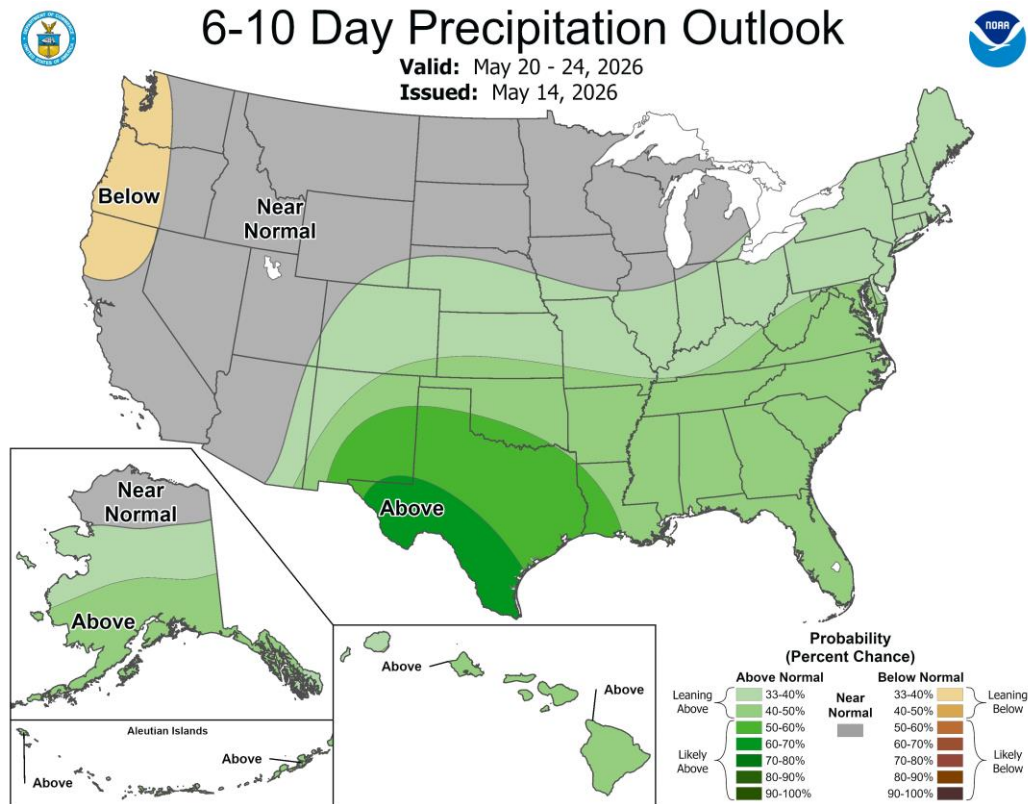 6-10 Day Precipitation Outlook
Valid: May 20 - 24, 2026
Issued: May 14, 2026
NOAA
Below
Near
Normal
Above
Near
Normal
Above
Aleutian Islands
Above
Above
Above
Above
Probability
(Percent Chance)
Above Normal
Below Normal
Leaning
Above
33-40%
40-50%
Likely
Above
50-60%
60-70%
70-80%
80-90%
90-100%
Near
Normal
33-40%
40-50%
Leaning
Below
50-60%
60-70%
70-80%
80-90%
90-100%
Likely
Below